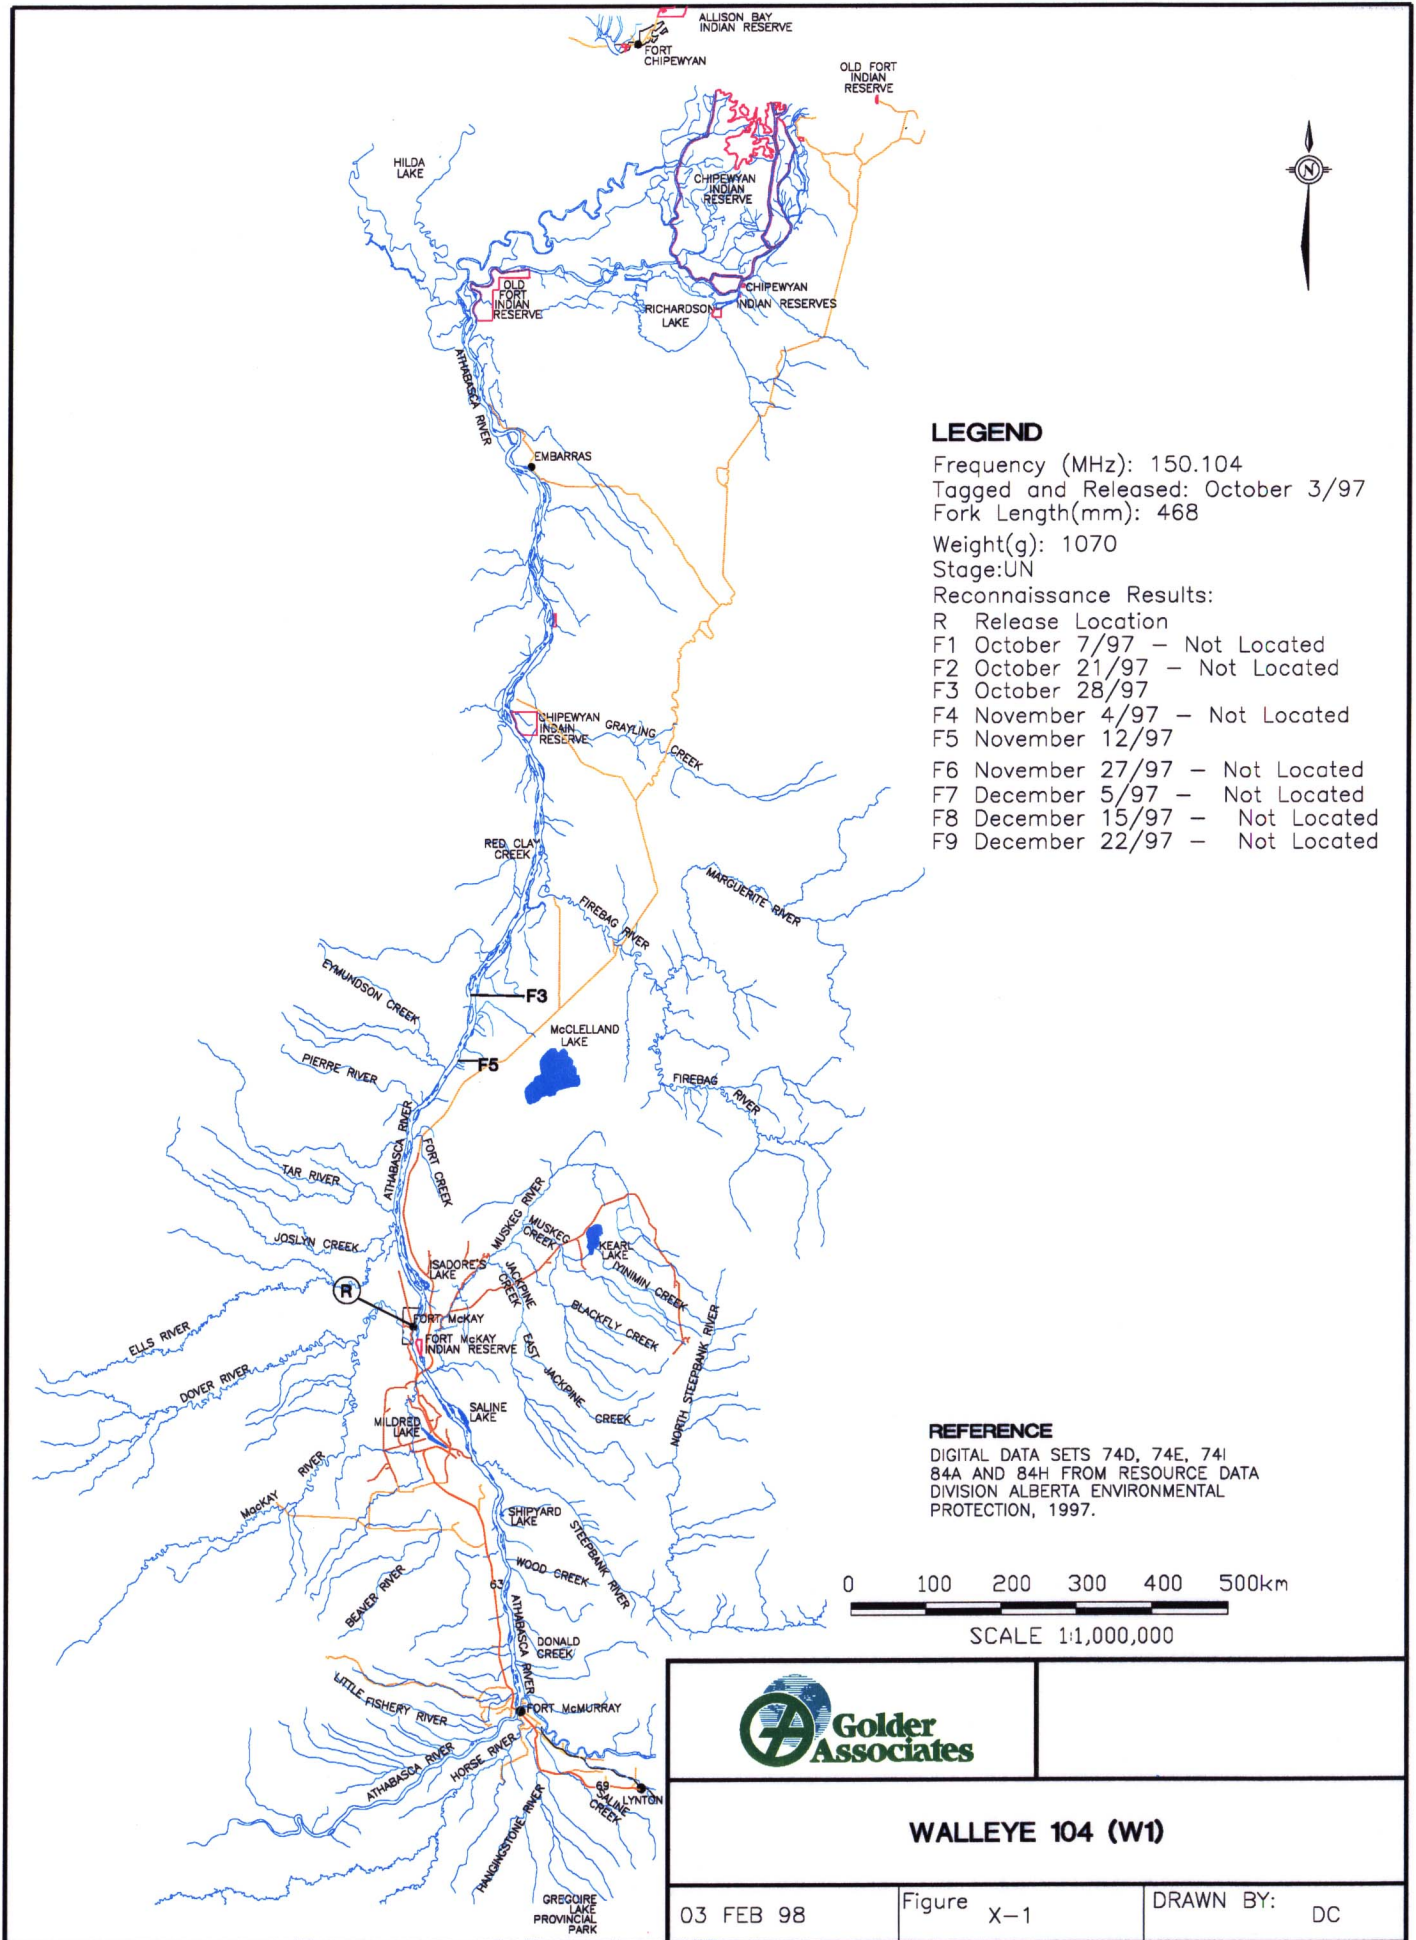 ALLISON BAY
INDIAN RESERVE
FORT
CHIPEWYAN
OLD FORT
INDIAN
RESERVE
HILDA
LAKE
N
CHIPEWYAN
INDIAN
RESERVE
OLD
FORT
INDIAN
RESERVE
CHIPEWYAN
INDIAN RESERVES
RICHARDSON
LAKE
ATHABASCA RIVER
EMBARRAS
LEGEND
Frequency (MHz): 150.104
Tagged and Released: October 3/97
Fork Length(mm): 468
Weight(g): 1070
Stage:UN
Reconnaissance Results:
R Release Location
F1 October 7/97 – Not Located
F2 October 21/97 – Not Located
F3 October 28/97
F4 November 4/97 – Not Located
F5 November 12/97
F6 November 27/97 – Not Located
F7 December 5/97 – Not Located
F8 December 15/97 – Not Located
F9 December 22/97 – Not Located
CHIPEWYAN
INDAIN
RESERVE
GRAYLING CREEK
RED CLAY
CREEK
MARGUERITE RIVER
FIREBAG RIVER
EYMUNDSON CREEK
F3
McCLELLAND
LAKE
PIERRE RIVER
F5
FIREBAG RIVER
ATHABASCA RIVER
FORT CREEK
TAR RIVER
MUSKEG RIVER
MUSKEG
CREEK
JOSLYN CREEK
KEARL
LAKE
ISADORE'S
LAKE
JACKPINE
CREEK
IYINIMIN CREEK
R
BLACKFLY CREEK
FORT McKAY
FORT McKAY
INDIAN RESERVE
ELLS RIVER
EAST JACKPINE CREEK
NORTH STEEPBANK RIVER
DOVER RIVER
SALINE
LAKE
MILDRED
LAKE
REFERENCE
DIGITAL DATA SETS 74D, 74E, 74I
84A AND 84H FROM RESOURCE DATA
DIVISION ALBERTA ENVIRONMENTAL
PROTECTION, 1997.
MacKAY RIVER
SHIPYARD
LAKE
STEEPBANK RIVER
WOOD CREEK
63
BEAVER RIVER
ATHABASCA RIVER
0 100 200 300 400 500km
SCALE 1:1,000,000
DONALD
CREEK
LITTLE FISHERY RIVER
FORT McMURRAY
ATHABASCA RIVER
HORSE RIVER
69
SALINE
CREEK
LYNTON
HANGINGSTONE RIVER
GREGOIRE
LAKE
PROVINCIAL
PARK
Golder
Associates
WALLEYE 104 (W1)
03 FEB 98
Figure X-1
DRAWN BY: DC